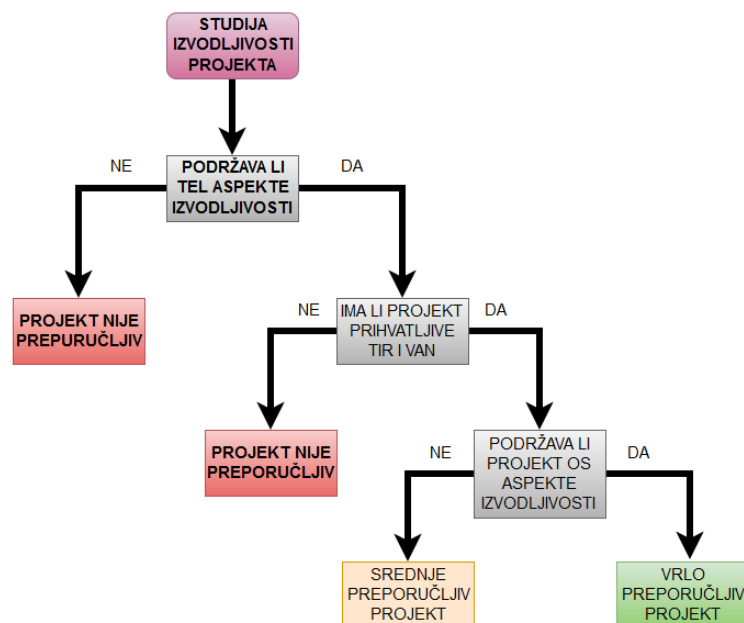 STUDIJA
IZVODLJIVOSTI
PROJEKTA
NE
PODRŽAVA LI
TEL ASPEKTE
IZVODLJIVOSTI
DA
PROJEKT NIJE
PREPURUČLJIV
NE
IMA LI PROJEKT
PRIHVATLJIVE
TIR I VAN
DA
PROJEKT NIJE
PREPORUČLJIV
NE
PODRŽAVA LI
PROJEKT OS
ASPEKTE
IZVODLJIVOSTI
DA
SREDNJE
PREPORUČLJIV
PROJEKT
VRLO
PREPORUČLJIV
PROJEKT